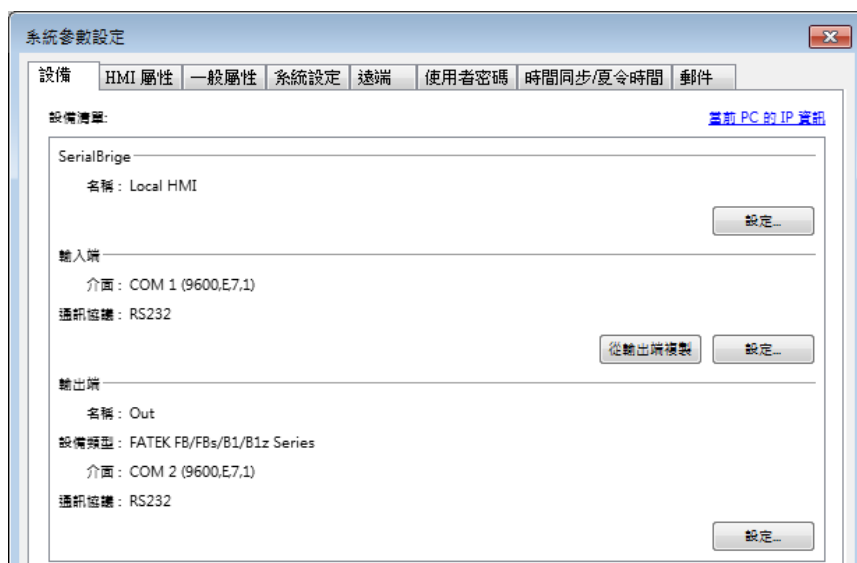 系統參數設定
設備 HMI 屬性 一般屬性 系統設定 遠端 使用者密碼 時間同步/夏令時間 郵件
設備清單: 當前 PC 的 IP 資訊
SerialBrige
名稱 : Local HMI
設定...
輸入端
介面 : COM 1 (9600,E,7,1)
通訊協議 : RS232
從輸出端複製 設定...
輸出端
名稱 : Out
設備類型 : FATEK FB/FBs/B1/B1z Series
介面 : COM 2 (9600,E,7,1)
通訊協議 : RS232
設定...